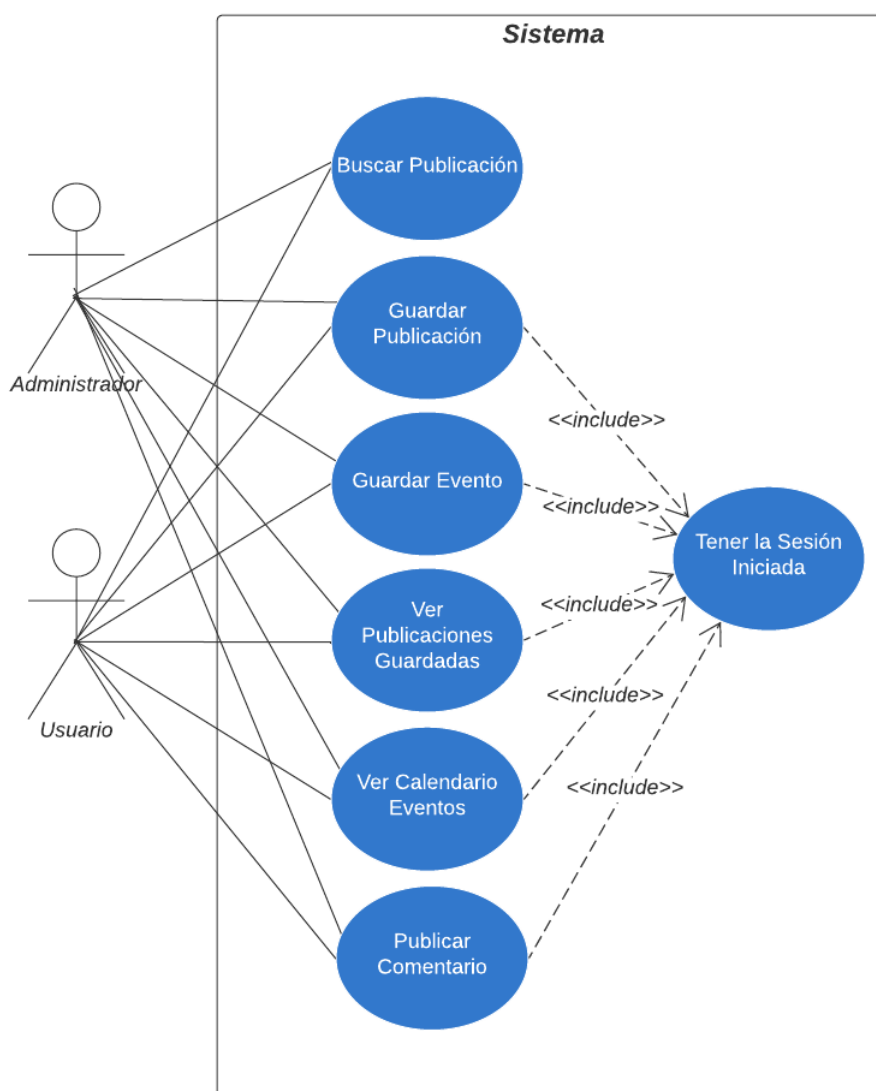 Sistema
Buscar Publicación
Administrador
Guardar
Publicación
<<include>>
Guardar Evento
<<include>>
Tener la Sesión
Iniciada
Usuario
Ver
Publicaciones
Guardadas
<<include>>
<<include>>
Ver Calendario
Eventos
<<include>>
Publicar
Comentario